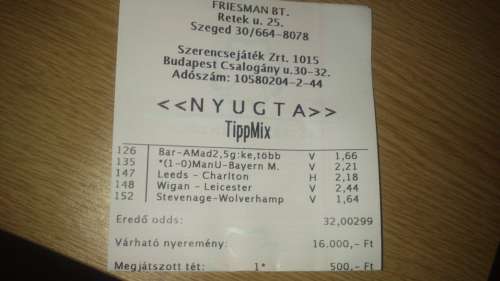 FRIESMAN BT.
Retek u. 25.
Szeged 30/664-8078
Szerencsejáték Zrt. 1015
Budapest Csalogány u.30-32.
Adószám: 10580204-2-44
<<NYUGTA>>
TippMix
126 Bar-AMad2,5g:ke,több V 1,66
135 *(1-0)ManU-Bayern M. V 2,21
147 Leeds - Charlton H 2,18
148 Wigan - Leicester V 2,44
152 Stevenage-Wolverhamp V 1,64
Eredő odds: 32,00299
Várható nyeremény: 16.000,- Ft
Megjátszott tét: 1* 500,- Ft